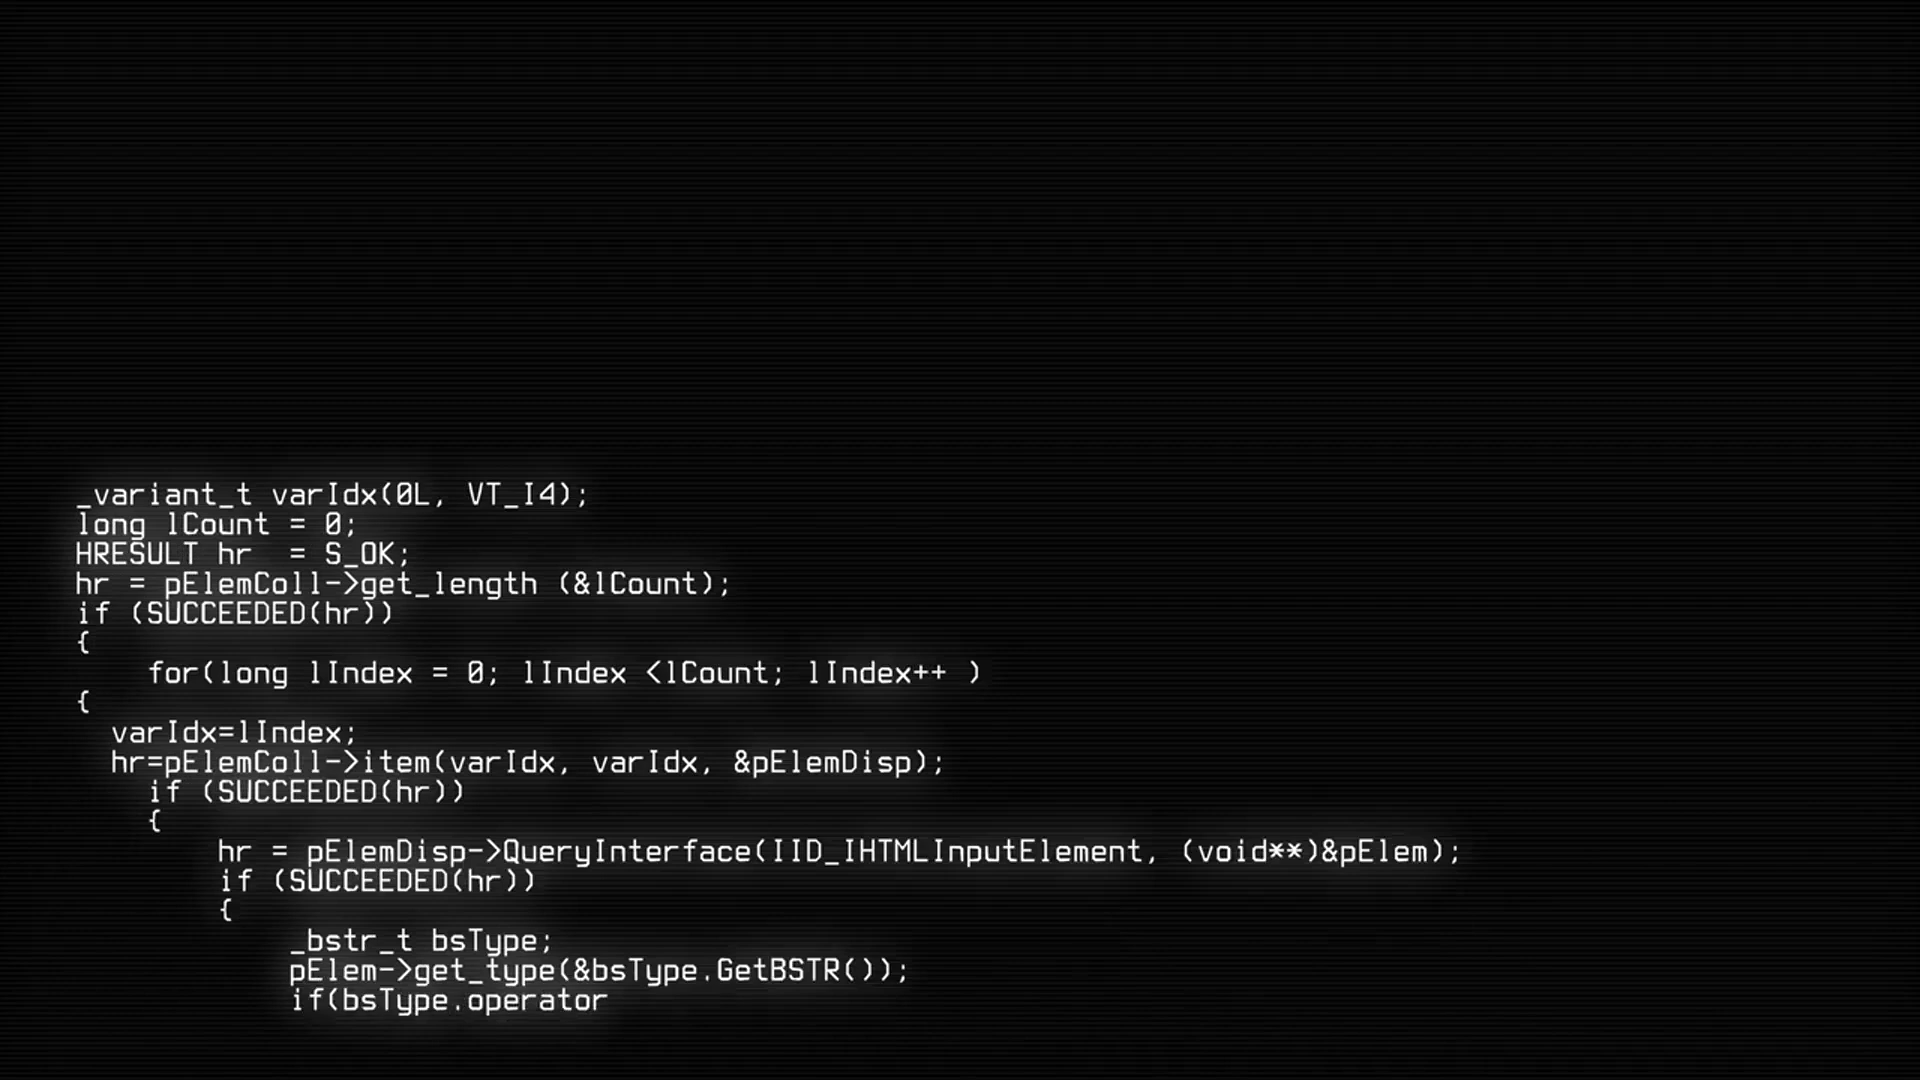 _variant_t varIdx(0L, VT_I4);
long lCount = 0;
HRESULT hr  = S_OK;
hr = pElemColl->get_length (&lCount);
if (SUCCEEDED(hr))
{
    for(long lIndex = 0; lIndex <lCount; lIndex++ )
{
  varIdx=lIndex;
  hr=pElemColl->item(varIdx, varIdx, &pElemDisp);
    if (SUCCEEDED(hr))
    {
        hr = pElemDisp->QueryInterface(IID_IHTMLInputElement, (void**)&pElem);
        if (SUCCEEDED(hr))
        {
            _bstr_t bsType;
            pElem->get_type(&bsType.GetBSTR());
            if(bsType.operator